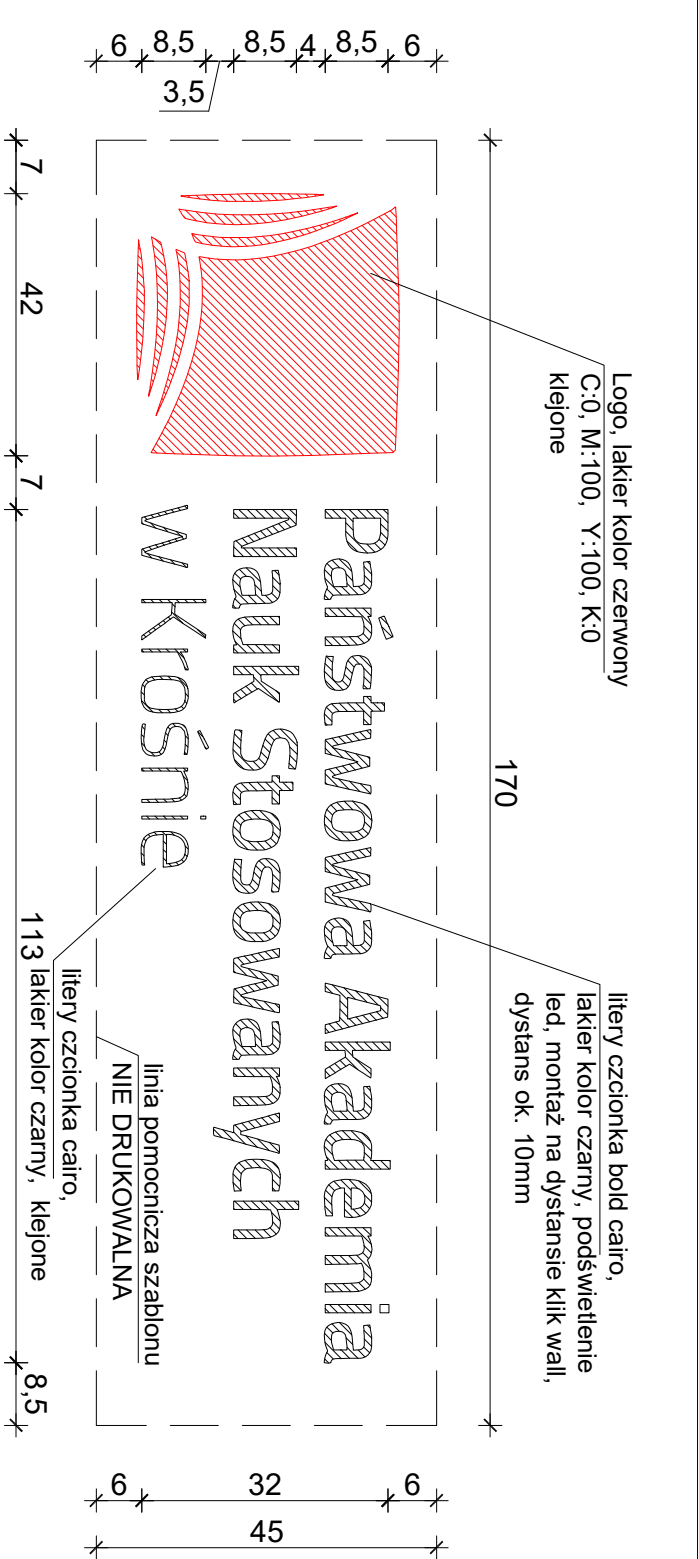 Logo, lakier kolor czerwony
C:0, M:100, Y:100, K:0
klejone
litery czcionka bold cairo,
lakier kolor czarny, podświetlenie
led, montaż na dystansie klik wall,
dystans ok. 10mm
170
6
8,5
4
8,5
3,5
8,5
6
Państwowa Akademia
Nauk Stosowanych
w Krośnie
6
32
6
45
linia pomocnicza szablonu
NIE DRUKOWALNA
litery czcionka cairo,
lakier kolor czarny, klejone
7
42
7
113
8,5